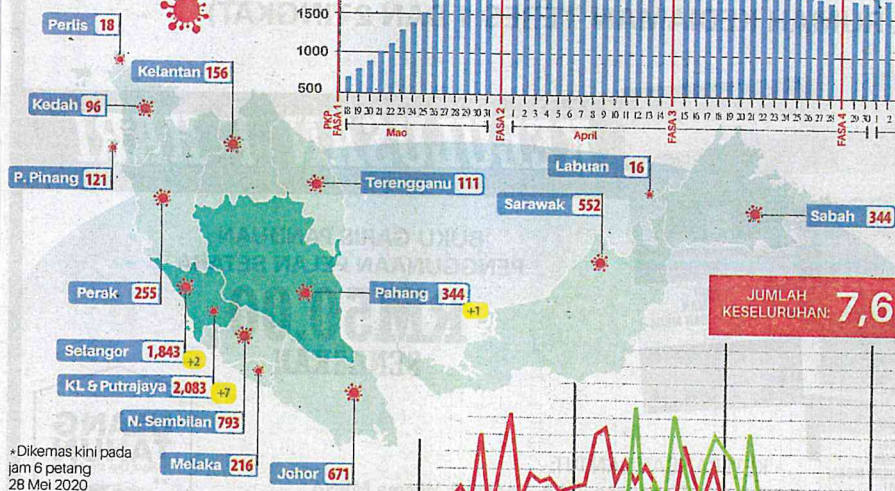 1500
1000
500
PKP
FASA 1
18 19 20 21 22 23 24 25 26 27 28 29 30 31
Mac
FASA 2
1 2 3 4 5 6 7 8 9 10 11 12 13 14
April
FASA 3
15 16 17 18 19 20 21 22 23 24 25 26 27 28
FASA 4
29 30
1 2
Perlis 18
Kelantan 156
Kedah 96
P. Pinang 121
Terengganu 111
Labuan 16
Sarawak 552
Sabah 344
Perak 255
Pahang 344
+1
JUMLAH
KESELURUHAN: 7,6
Selangor 1,843
+2
KL & Putrajaya 2,083
+7
N. Sembilan 793
Melaka 216
Johor 671
*Dikemas kini pada
jam 6 petang
28 Mei 2020